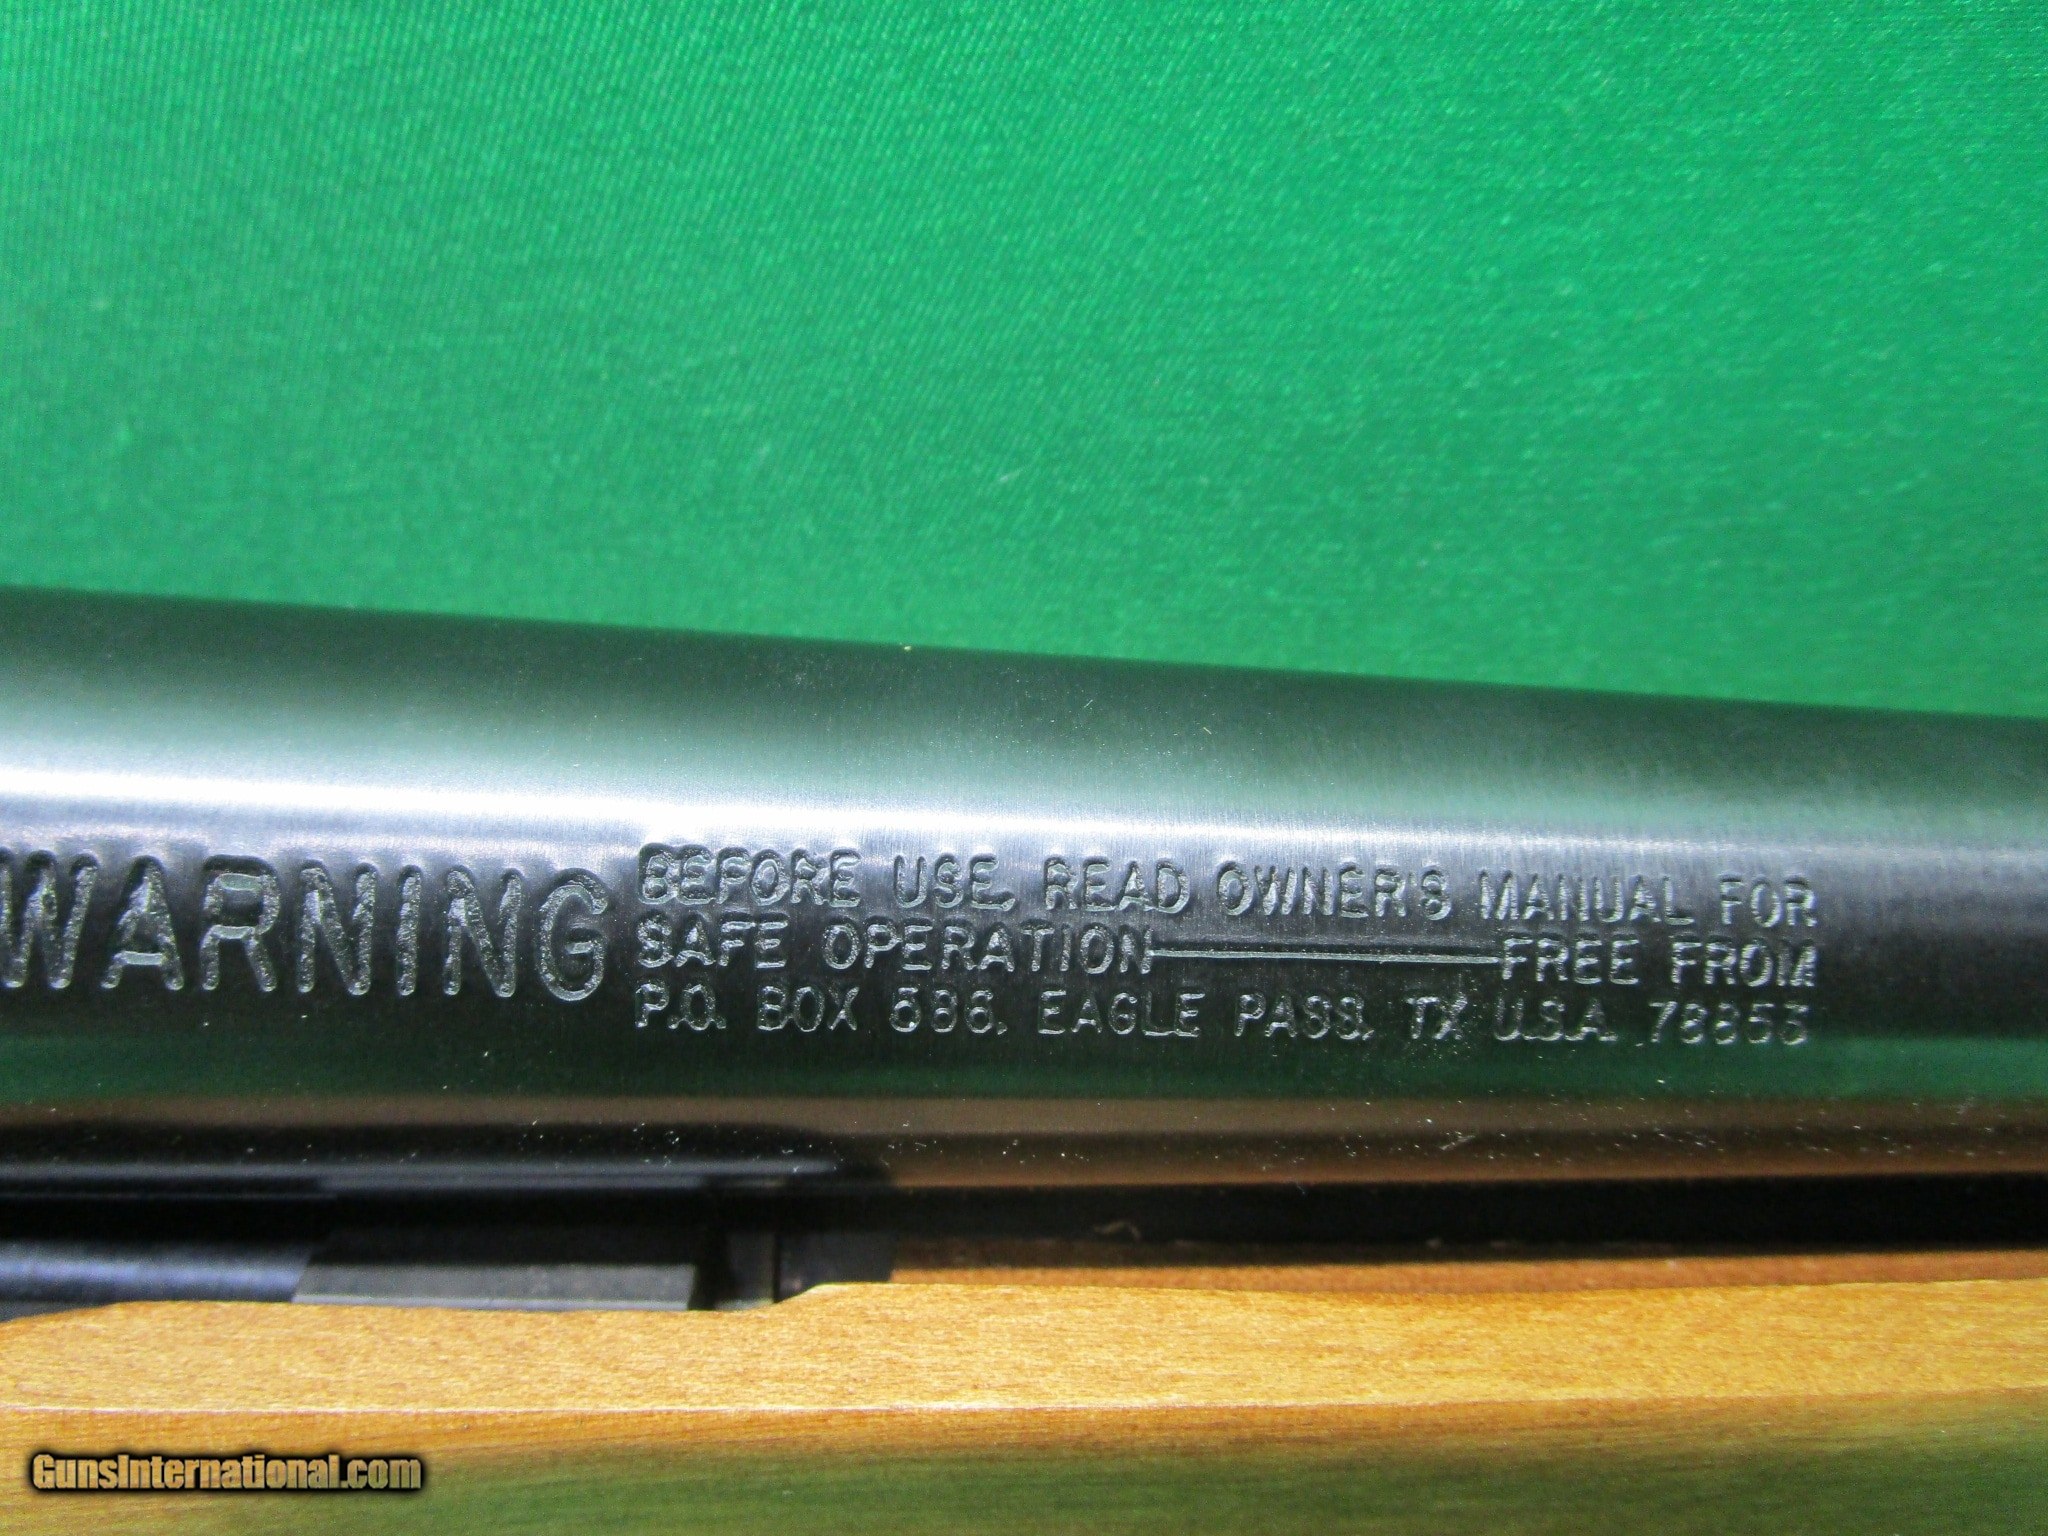 WARNING
BEFORE USE, READ OWNER'S MANUAL FOR
SAFE OPERATION FREE FROM
P.O. BOX 586, EAGLE PASS, TX U.S.A. 78853
GunsInternational.com